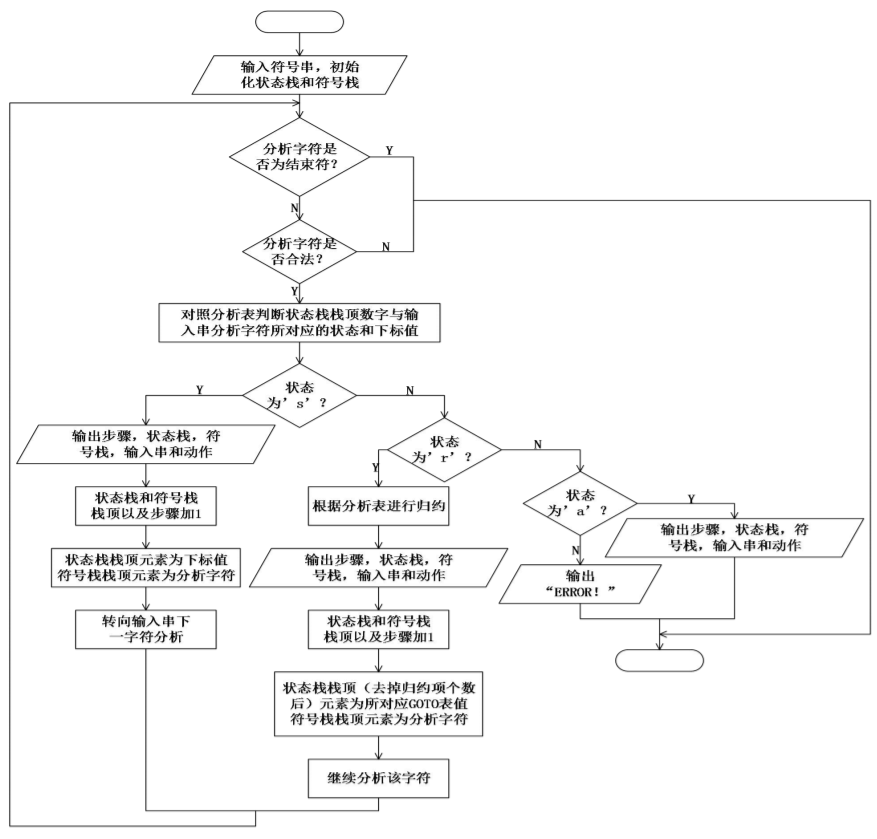 输入符号串，初始
化状态栈和符号栈
分析字符是
否为结束符？
Y
N
分析字符是
否合法？
N
Y
对照分析表判断状态栈栈顶数字与输
入串分析字符所对应的状态和下标值
状态
为’s’？
Y
N
输出步骤，状态栈，符
号栈，输入串和动作
状态栈和符号栈
栈顶以及步骤加1
状态栈栈顶元素为下标值
符号栈栈顶元素为分析字符
转向输入串下
一字符分析
状态
为’r’？
Y
N
根据分析表进行归约
输出步骤，状态栈，符
号栈，输入串和动作
状态栈和符号栈
栈顶以及步骤加1
状态栈栈顶（去掉归约项个数
后）元素为所对应GOTO表值
符号栈栈顶元素为分析字符
继续分析该字符
状态
为’a’？
Y
N
输出步骤，状态栈，符
号栈，输入串和动作
输出
“ERROR！”